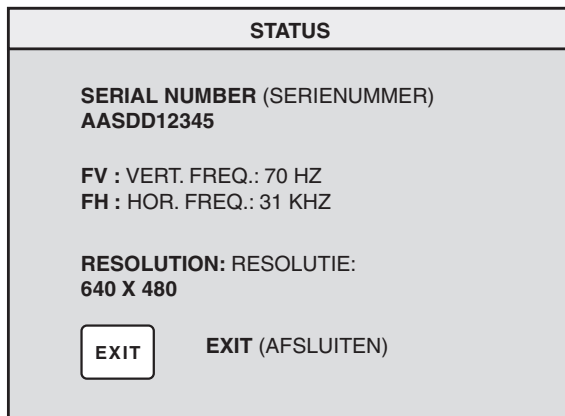 STATUS
SERIAL NUMBER (SERIENUMMER)
AASDD12345
FV : VERT. FREQ.: 70 HZ
FH : HOR. FREQ.: 31 KHZ
RESOLUTION: RESOLUTIE:
640 X 480
EXIT EXIT (AFSLUITEN)